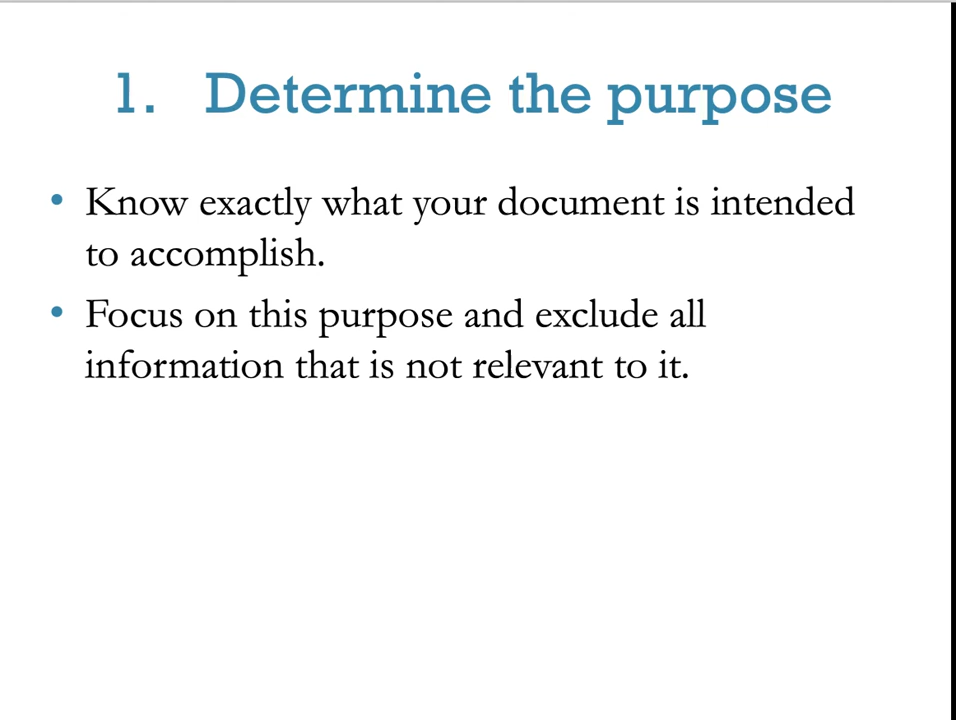 1. Determine the purpose
• Know exactly what your document is intended
to accomplish.
• Focus on this purpose and exclude all
information that is not relevant to it.